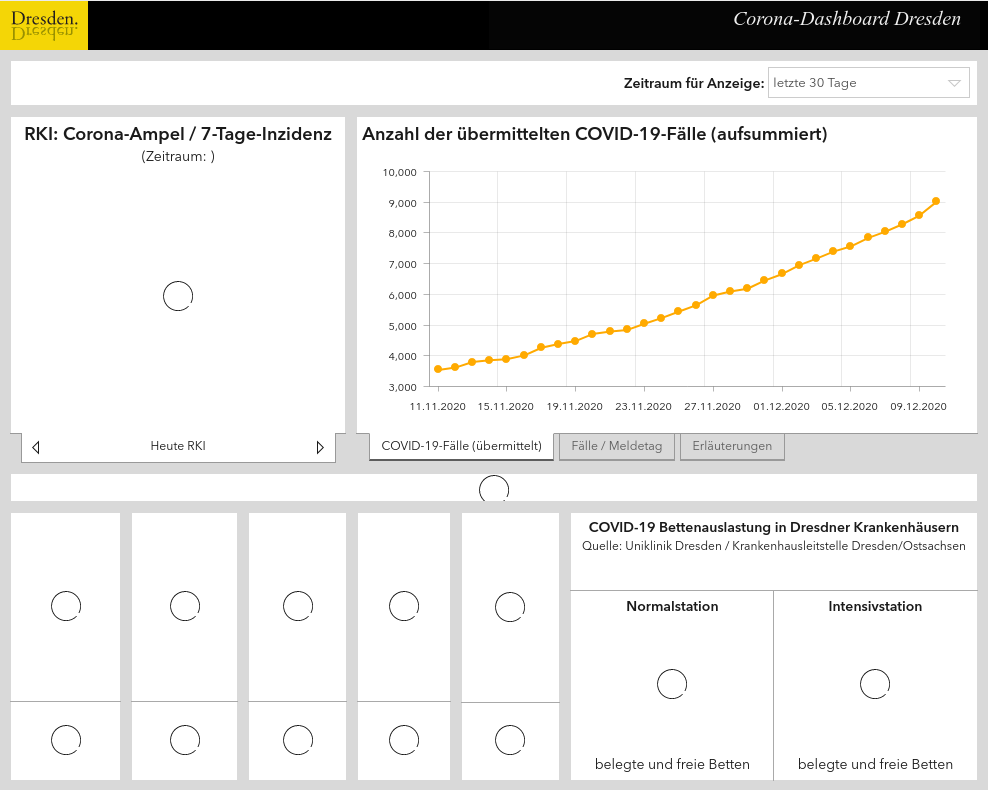 Dresden.
Dresden.
Corona-Dashboard Dresden
Zeitraum für Anzeige: letzte 30 Tage
RKI: Corona-Ampel / 7-Tage-Inzidenz
(Zeitraum: )
Heute RKI
Anzahl der übermittelten COVID-19-Fälle (aufsummiert)
10,000
9,000
8,000
7,000
6,000
5,000
4,000
3,000
11.11.2020 15.11.2020 19.11.2020 23.11.2020 27.11.2020 01.12.2020 05.12.2020 09.12.2020
COVID-19-Fälle (übermittelt) Fälle / Meldetag Erläuterungen
COVID-19 Bettenauslastung in Dresdner Krankenhäusern
Quelle: Uniklinik Dresden / Krankenhausleitstelle Dresden/Ostsachsen
Normalstation
belegte und freie Betten
Intensivstation
belegte und freie Betten